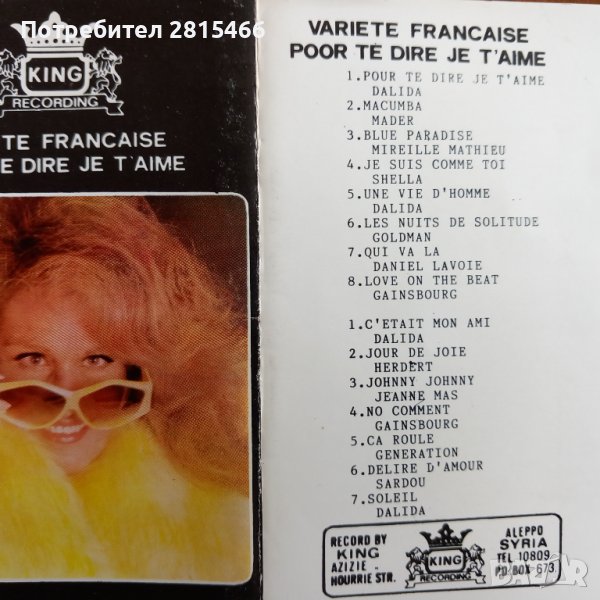 Потребител 2815466
KING
RECORDING
TE FRANCAISE
E DIRE JE T'AIME
VARIETE FRANCAISE
POOR TE DIRE JE T'AIME
1.POUR TE DIRE JE T'AIME
DALIDA
2.MACUMBA
MADER
3.BLUE PARADISE
MIREILLE MATHIEU
4.JE SUIS COMME TOI
SHELLA
5.UNE VIE D'HOMME
DALIDA
6.LES NUITS DE SOLITUDE
GOLDMAN
7.QUI VA LA
DANIEL LAVOIE
8.LOVE ON THE BEAT
GAINSBOURG
1.C'ETAIT MON AMI
DALIDA
2.JOUR DE JOIE
HERDERT
3.JOHNNY JOHNNY
JEANNE MAS
4.NO COMMENT
GAINSBOURG
5.CA ROULE
GENERATION
6.DELIRE D'AMOUR
SARDOU
7.SOLEIL
DALIDA
RECORD BY
KING
AZIZIE -
HOURRIE STR.
KING
RECORDING
ALEPPO
SYRIA
TEL 10809
PO BOX 673